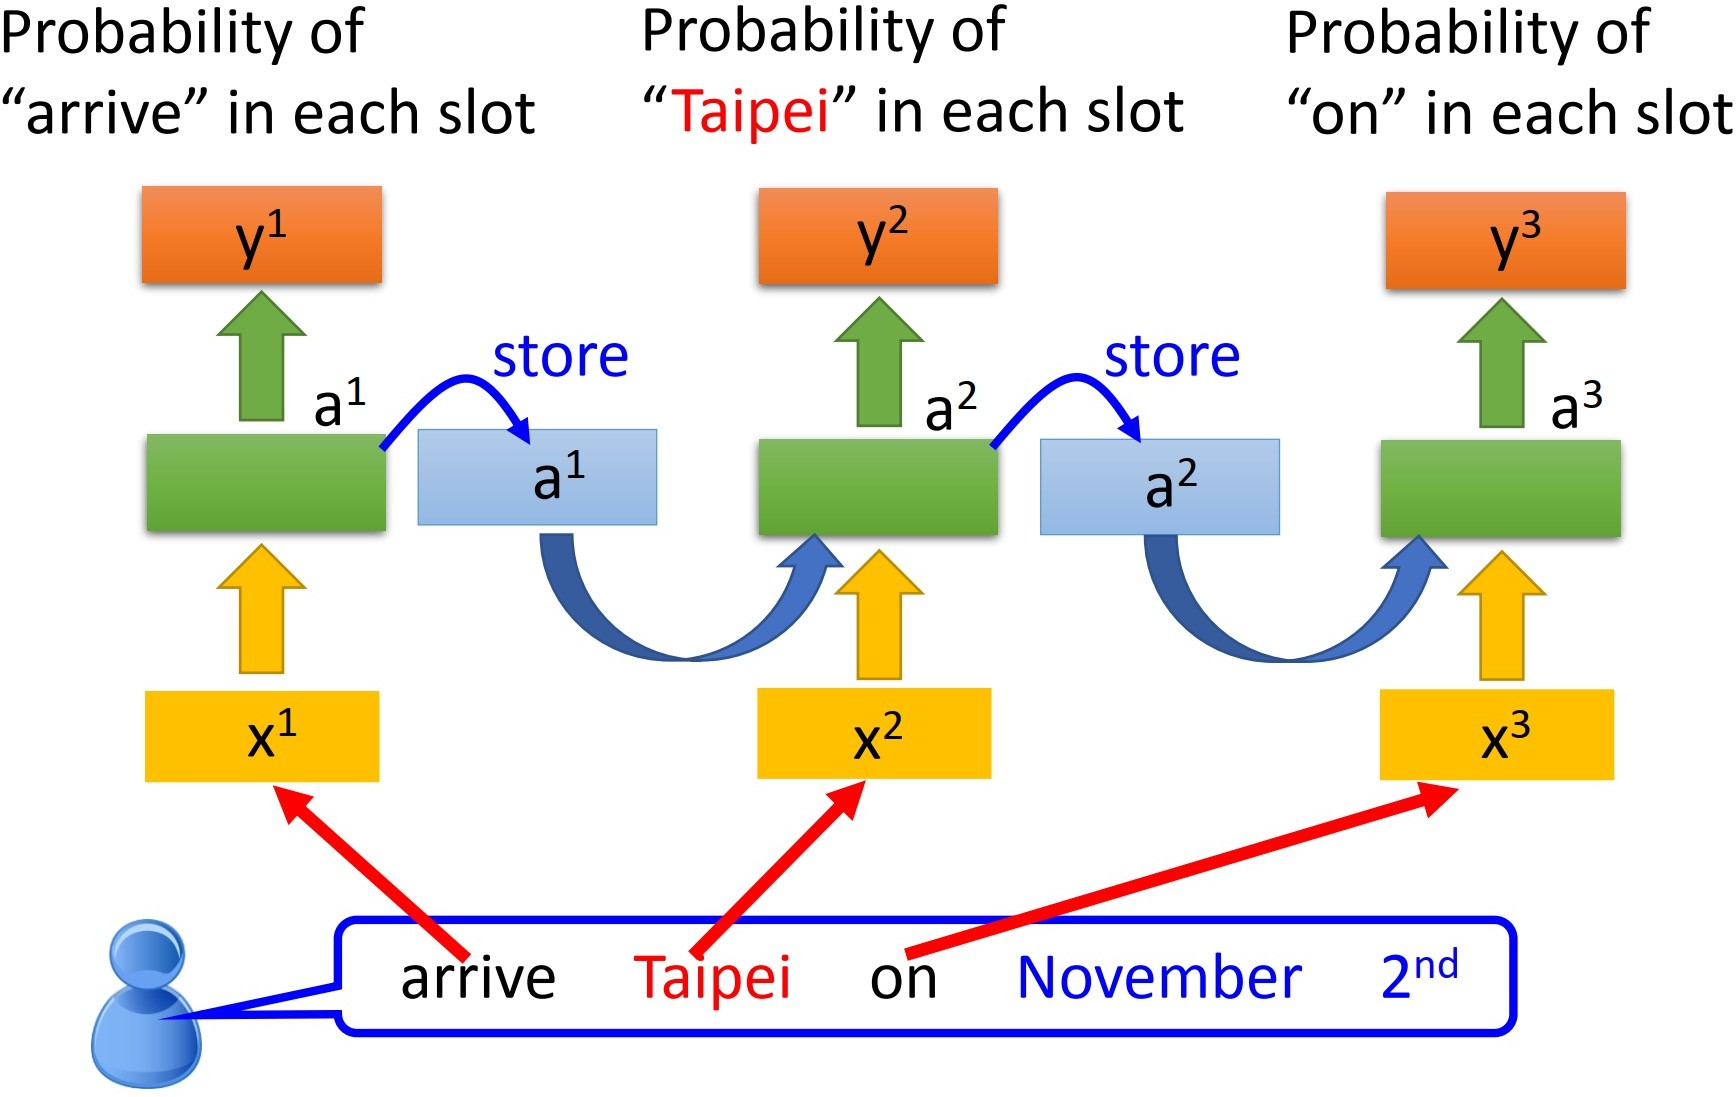 Probability of
“arrive” in each slot
Probability of
“Taipei” in each slot
Probability of
“on” in each slot
y¹
y²
y³
store
store
a¹
a²
a³
a¹
a²
x¹
x²
x³
arrive Taipei on November 2ⁿᵈ